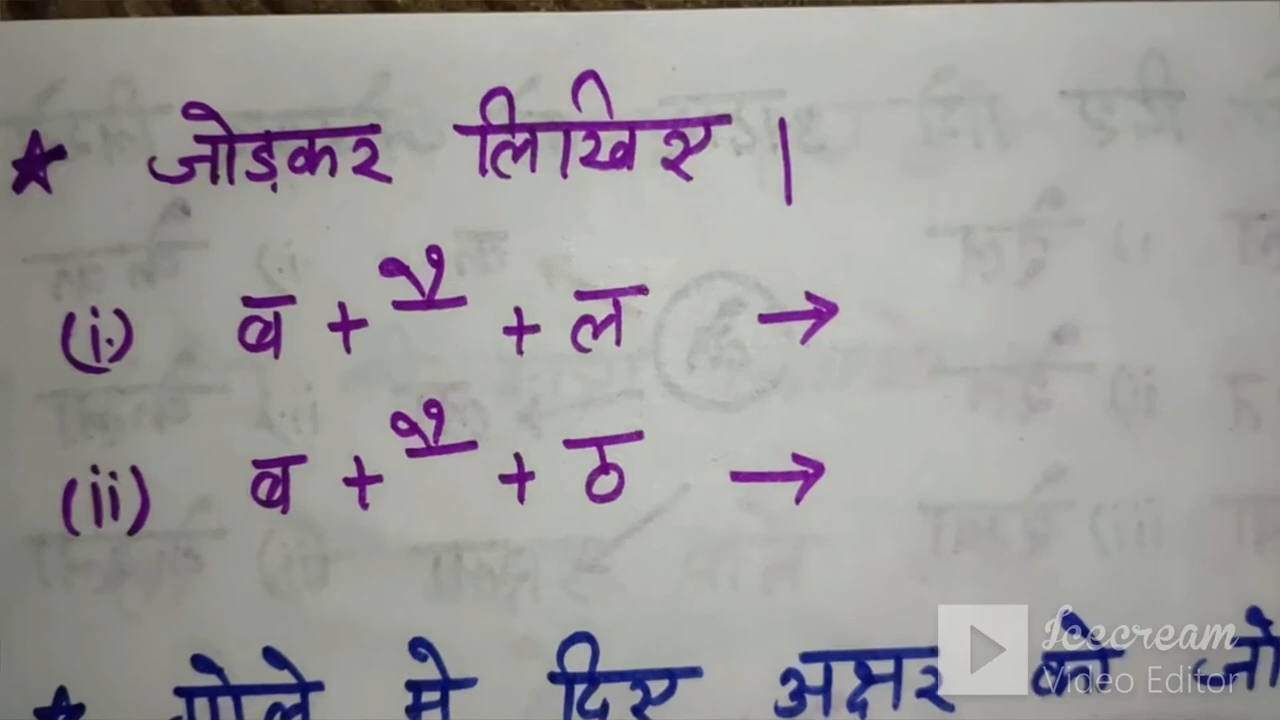 ★ जोड़कर लिखिए ।
(i) ब + ै + ल →
(ii) ब + ै + ठ →
★ गोले मे दिए अक्षर को जो
Icecream
Video Editor